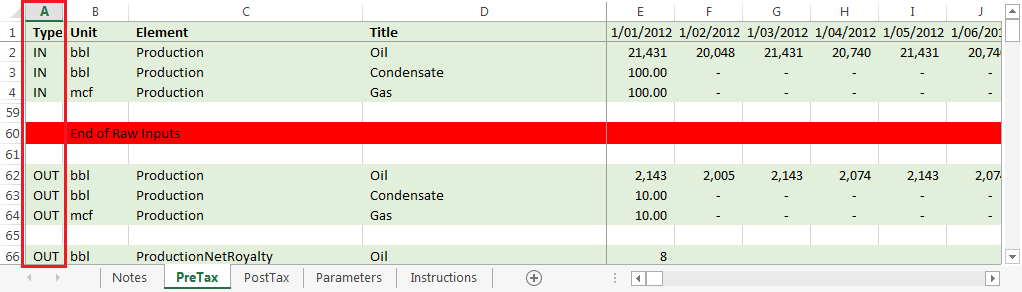 A B C D E F G H I J
1 Type Unit Element Title 1/01/2012 1/02/2012 1/03/2012 1/04/2012 1/05/2012 1/06/201
2 IN bbl Production Oil 21,431 20,048 21,431 20,740 21,431 20,74
3 IN bbl Production Condensate 100.00 - - - - -
4 IN mcf Production Gas 100.00 - - - - -
59
60 End of Raw Inputs
61
62 OUT bbl Production Oil 2,143 2,005 2,143 2,074 2,143 2,07
63 OUT bbl Production Condensate 10.00 - - - - -
64 OUT mcf Production Gas 10.00 - - - - -
65
66 OUT bbl ProductionNetRoyalty Oil 8
Notes PreTax PostTax Parameters Instructions